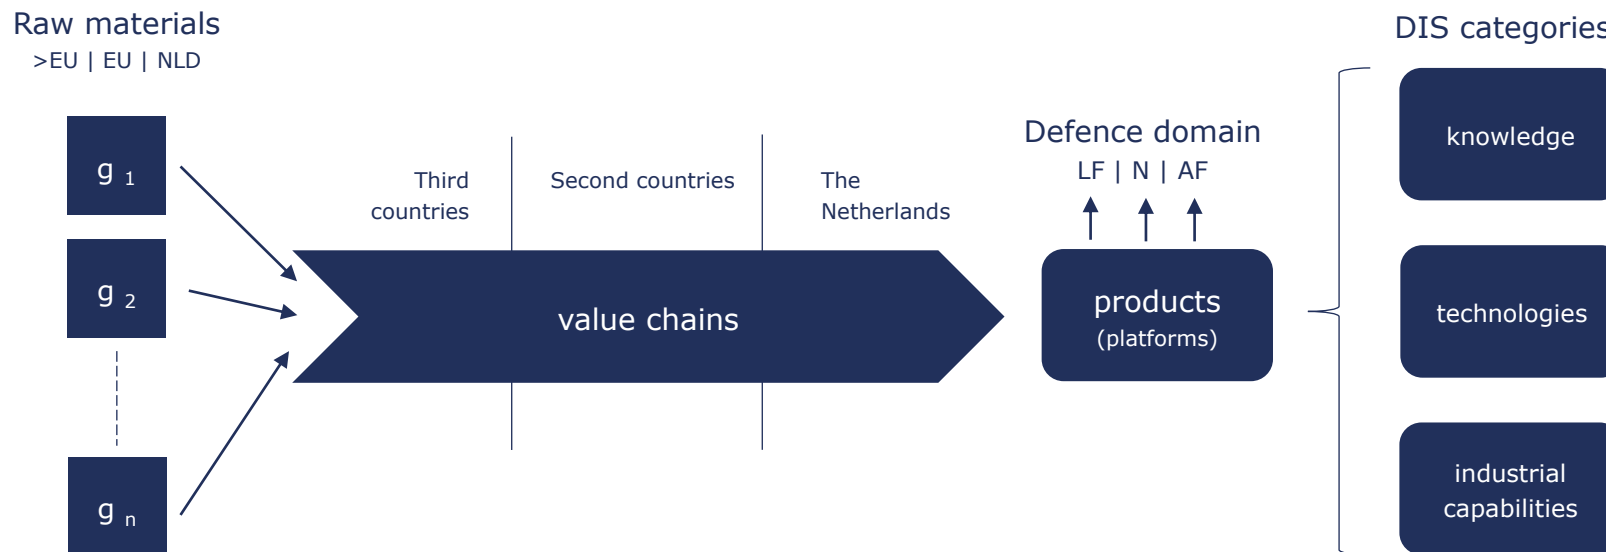 Raw materials
>EU | EU | NLD
g 1
g 2
g n
Third
countries
Second countries
The
Netherlands
value chains
Defence domain
LF | N | AF
products
(platforms)
DIS categories
knowledge
technologies
industrial
capabilities